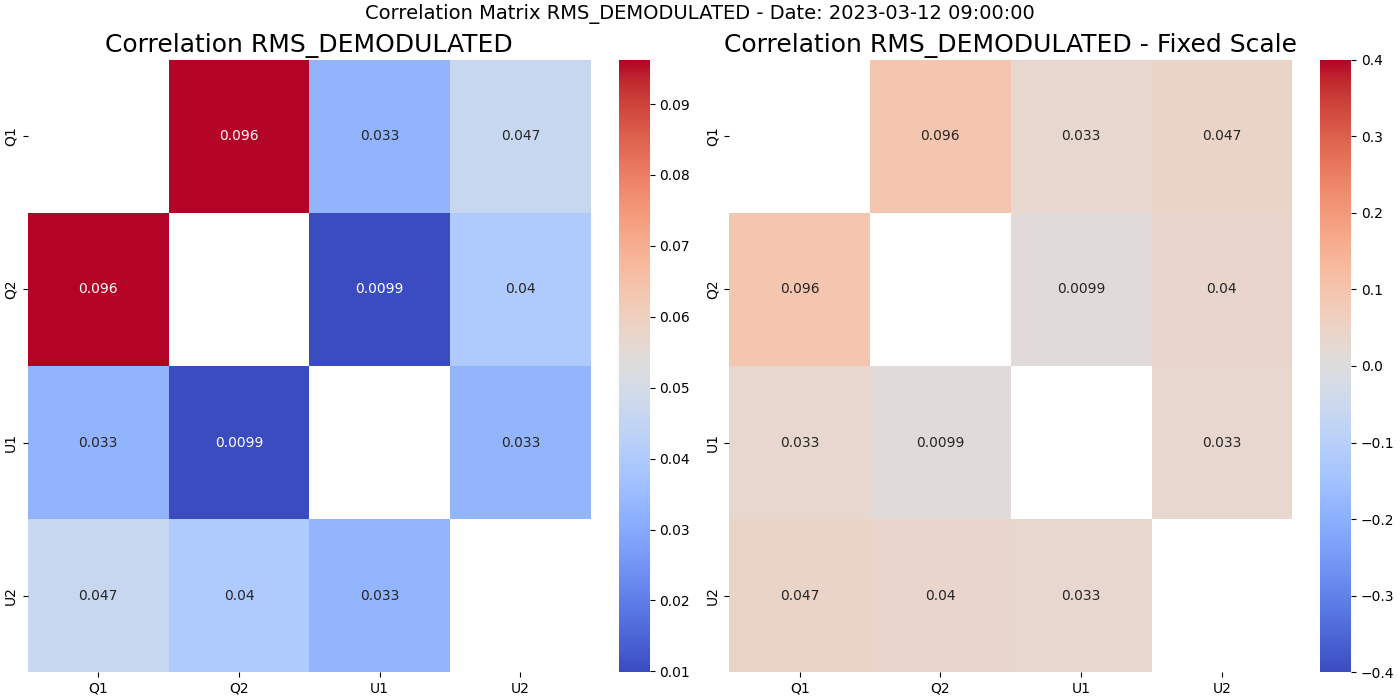 Correlation Matrix RMS_DEMODULATED - Date: 2023-03-12 09:00:00
Correlation RMS_DEMODULATED
Q1
0.096
0.033
0.047
Q2
0.096
0.0099
0.04
U1
0.033
0.0099
0.033
U2
0.047
0.04
0.033
Q1
Q2
U1
U2
0.09
0.08
0.07
0.06
0.05
0.04
0.03
0.02
0.01
Correlation RMS_DEMODULATED - Fixed Scale
Q1
0.096
0.033
0.047
Q2
0.096
0.0099
0.04
U1
0.033
0.0099
0.033
U2
0.047
0.04
0.033
Q1
Q2
U1
U2
0.4
0.3
0.2
0.1
0.0
−0.1
−0.2
−0.3
−0.4